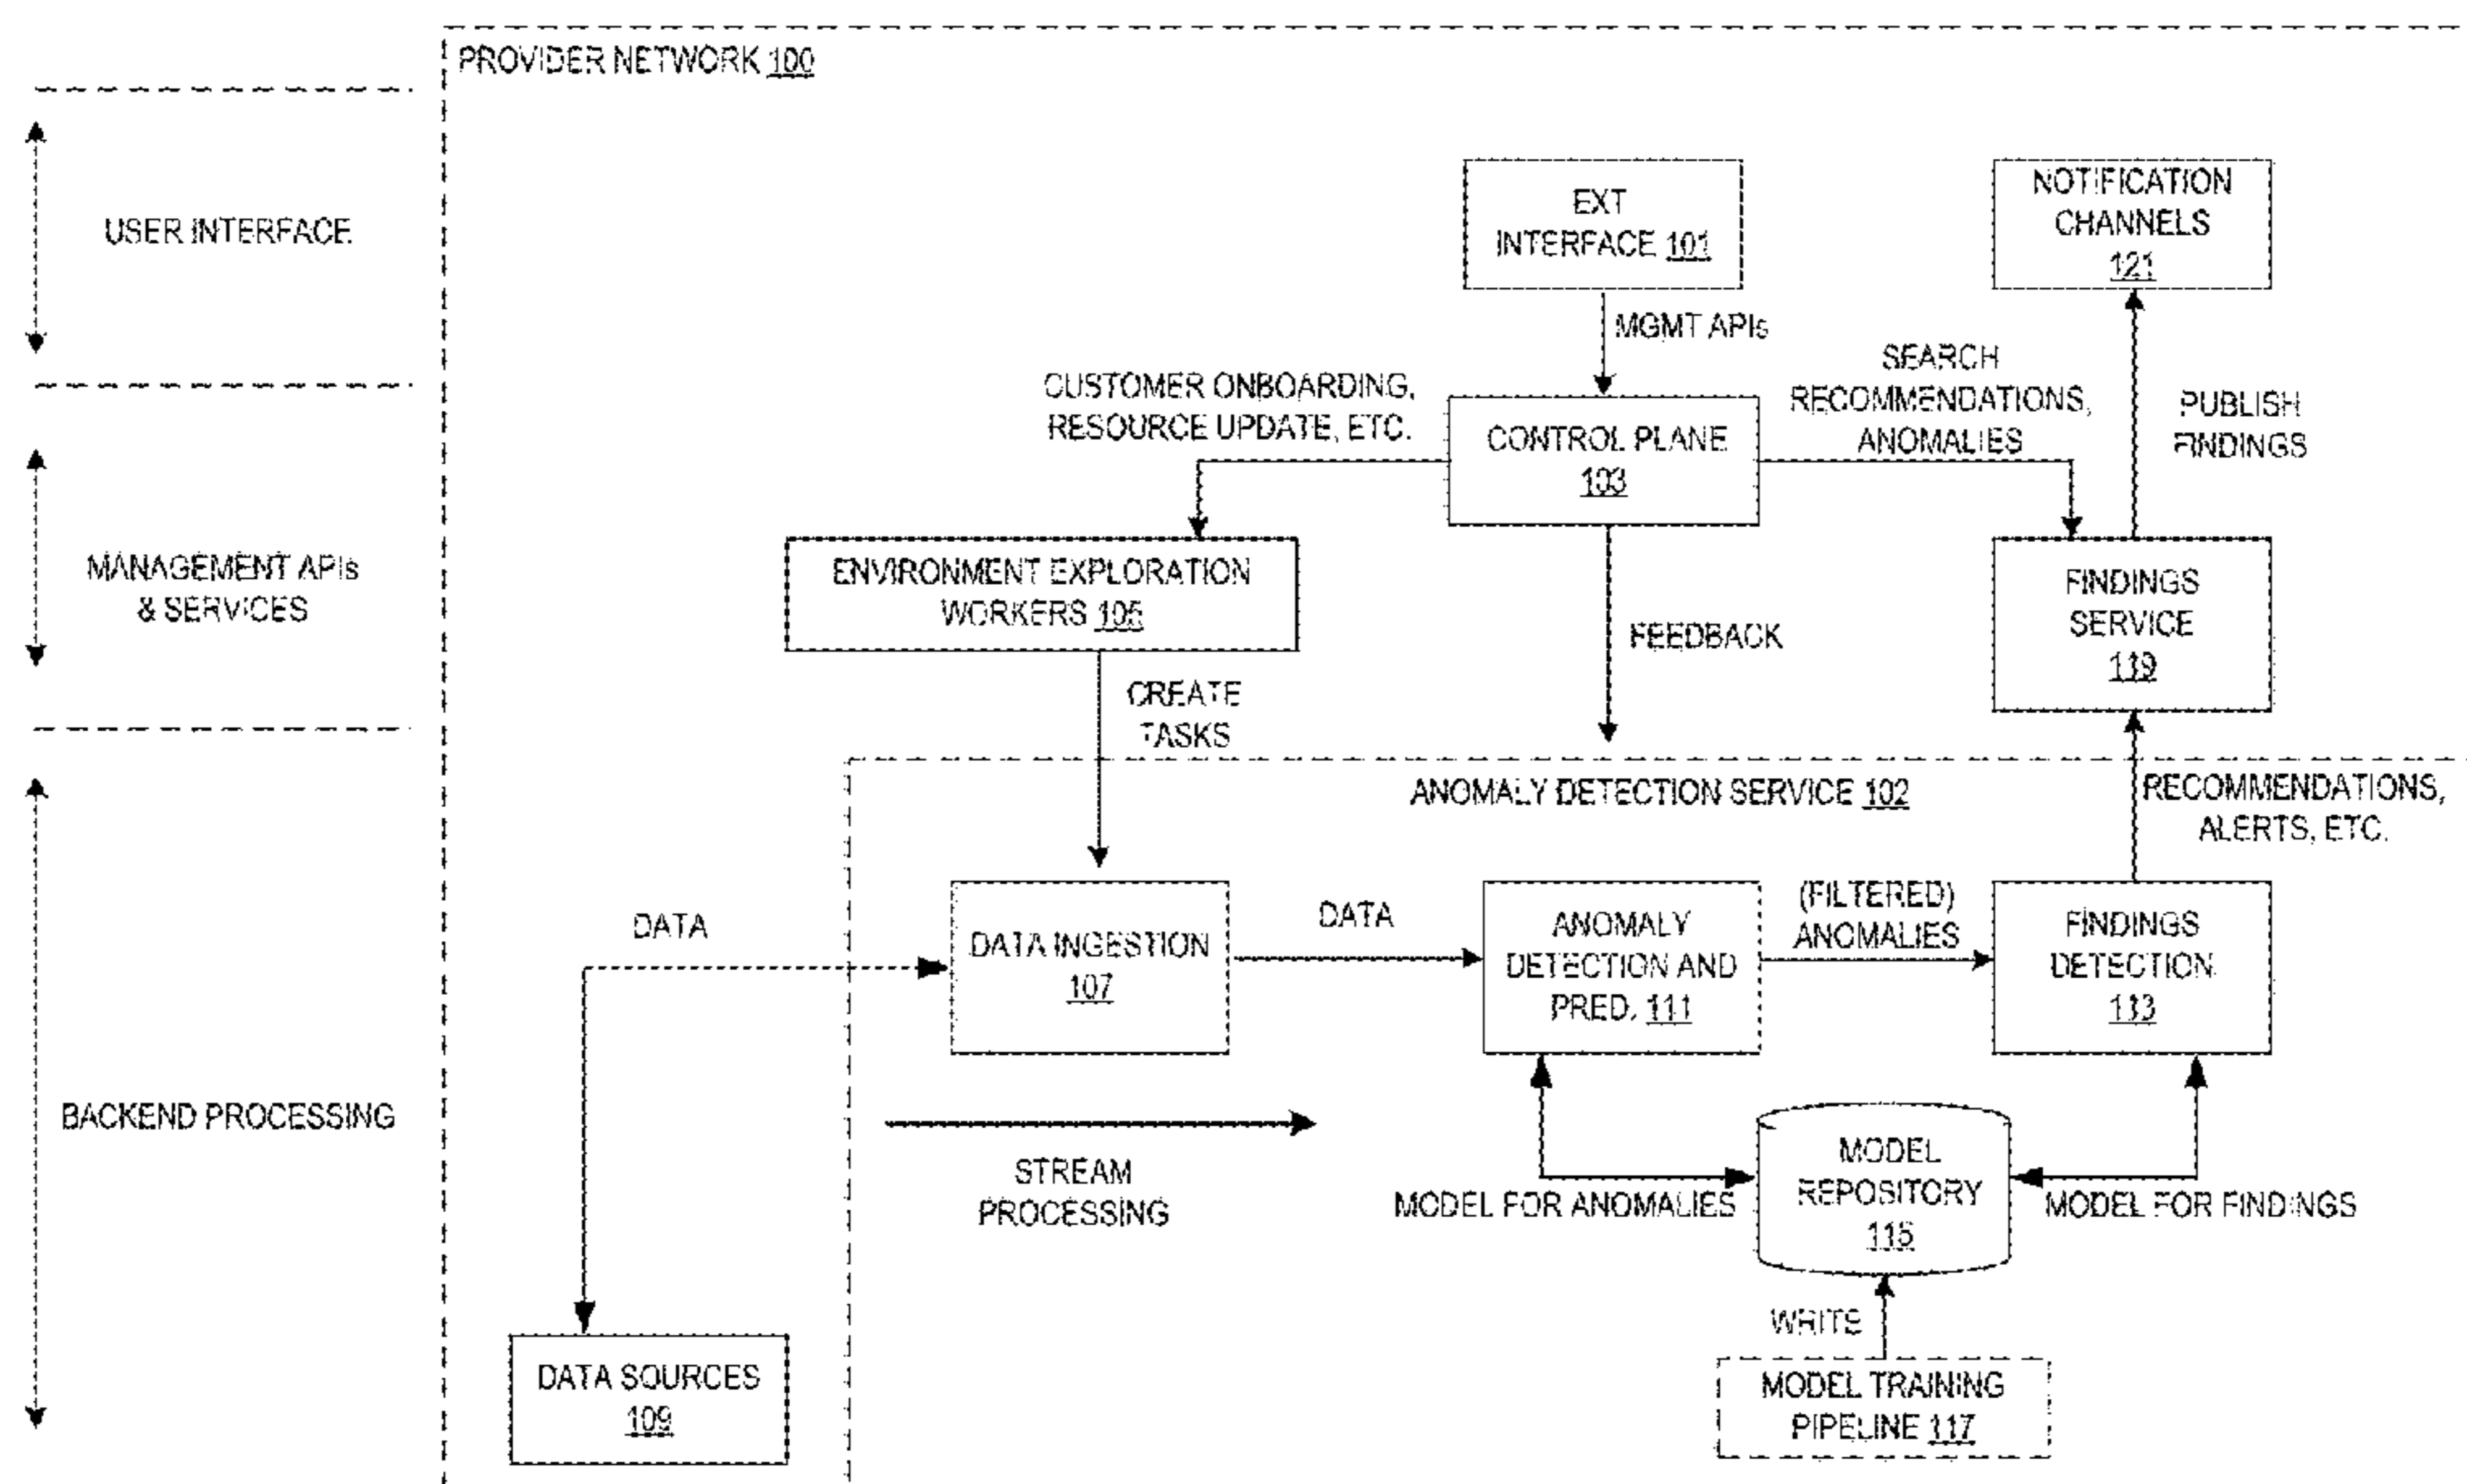 PROVIDER NETWORK 100
USER INTERFACE
EXT
INTERFACE 101
NOTIFICATION
CHANNELS
121
MGMT APIs
CUSTOMER ONBOARDING,
RESOURCE UPDATE, ETC.
CONTROL PLANE
103
SEARCH
RECOMMENDATIONS,
ANOMALIES
PUBLISH
FINDINGS
MANAGEMENT APIs
& SERVICES
ENVIRONMENT EXPLORATION
WORKERS 105
FEEDBACK
FINDINGS
SERVICE
119
CREATE
TASKS
ANOMALY DETECTION SERVICE 102
RECOMMENDATIONS,
ALERTS, ETC.
BACKEND PROCESSING
DATA
DATA INGESTION
107
DATA
ANOMALY
DETECTION AND
PRED. 111
(FILTERED)
ANOMALIES
FINDINGS
DETECTION
113
STREAM
PROCESSING
MODEL FOR ANOMALIES
MODEL
REPOSITORY
115
MODEL FOR FINDINGS
WRITE
DATA SOURCES
109
MODEL TRAINING
PIPELINE 117